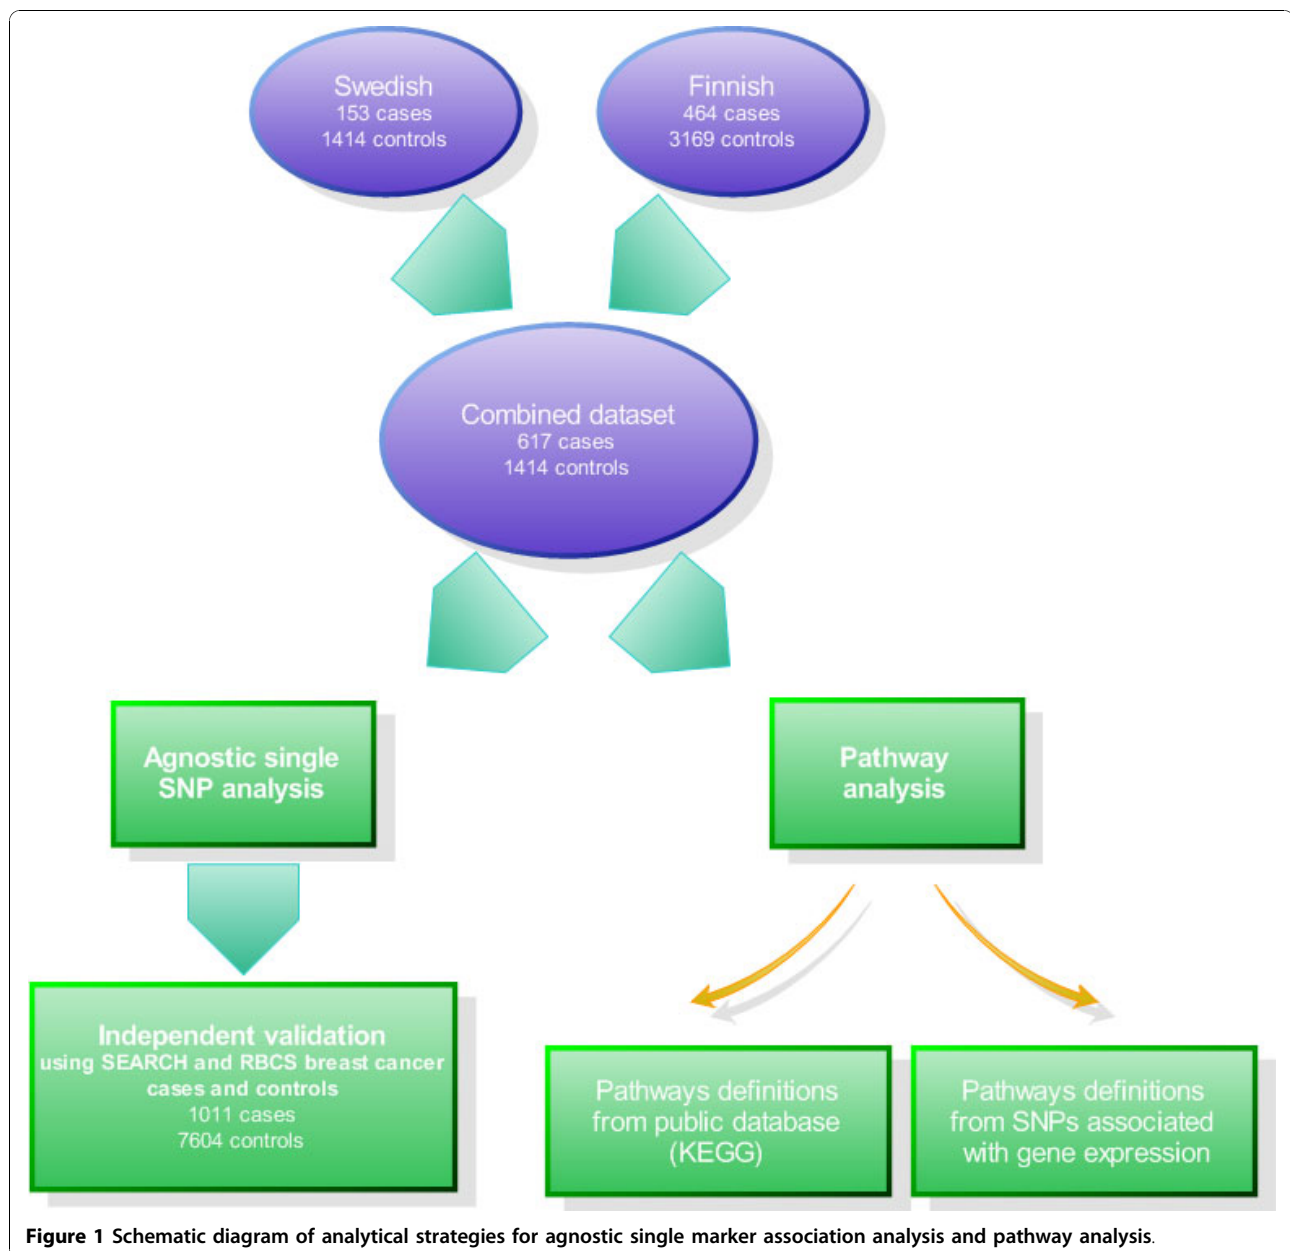 Swedish
153 cases
1414 controls
Finnish
464 cases
3169 controls
Combined dataset
617 cases
1414 controls
Agnostic single
SNP analysis
Pathway
analysis
Independent validation
using SEARCH and RBCS breast cancer
cases and controls
1011 cases
7604 controls
Pathways definitions
from public database
(KEGG)
Pathways definitions
from SNPs associated
with gene expression
Figure 1 Schematic diagram of analytical strategies for agnostic single marker association analysis and pathway analysis.